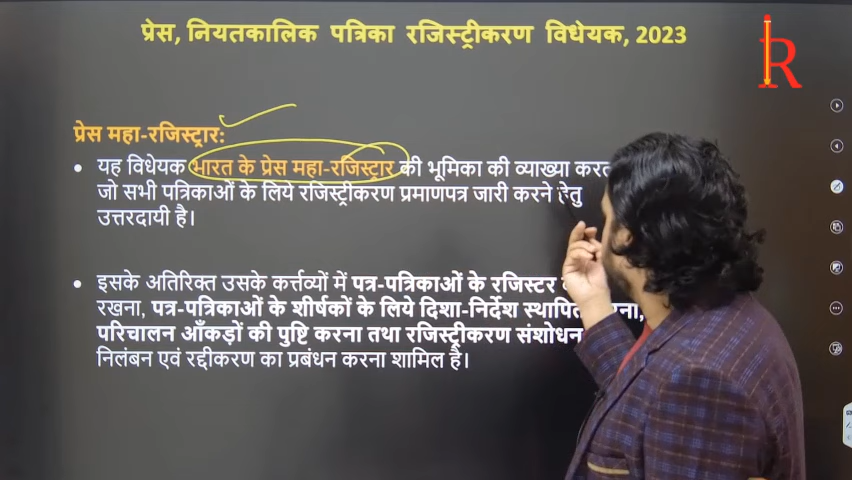 प्रेस, नियतकालिक पत्रिका रजिस्ट्रीकरण विधेयक, 2023
R
प्रेस महा-रजिस्ट्रार:
• यह विधेयक भारत के प्रेस महा-रजिस्ट्रार की भूमिका की व्याख्या
जो सभी पत्रिकाओं के लिये रजिस्ट्रीकरण प्रमाणपत्र जारी करने हेतु
उत्तरदायी है।
• इसके अतिरिक्त उसके कर्त्तव्यों में पत्र-पत्रिकाओं के रजिस्टर
रखना, पत्र-पत्रिकाओं के शीर्षकों के लिये दिशा-निर्देश
परिचालन आँकड़ों की पुष्टि करना तथा रजिस्ट्रीकरण संशोधन
निलंबन एवं रद्दीकरण का प्रबंधन करना शामिल है।